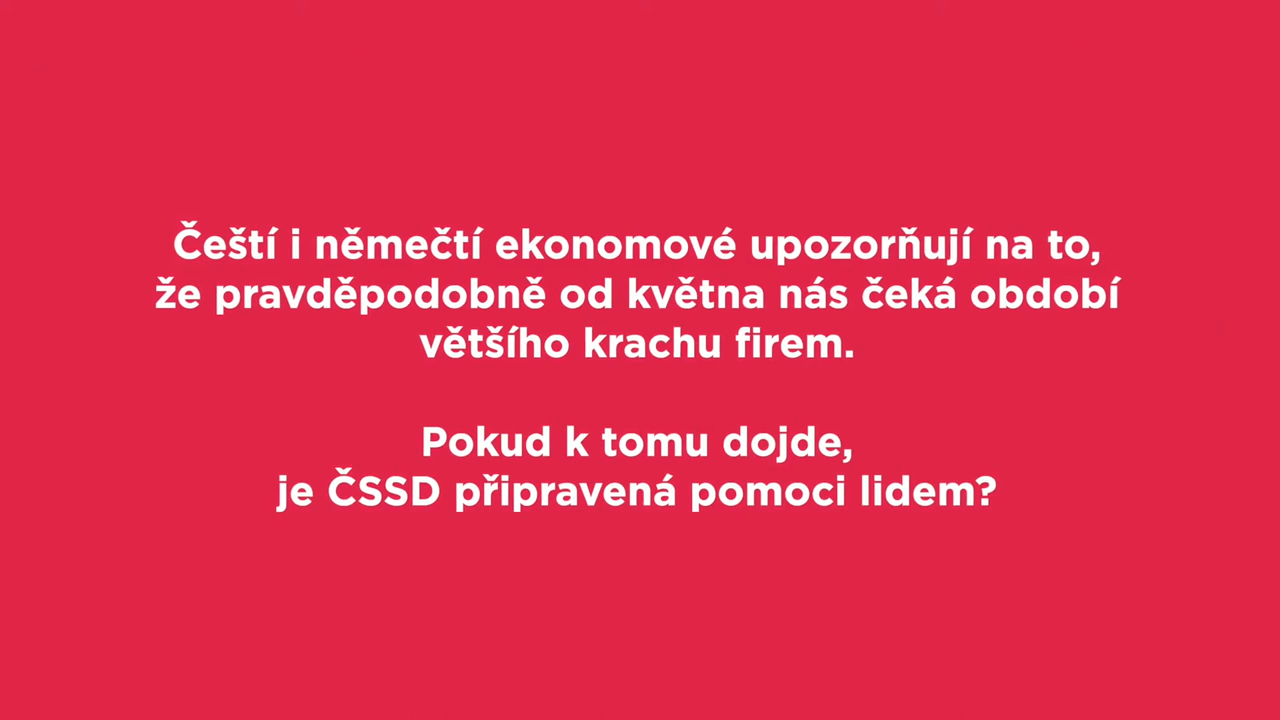 Čeští i němečtí ekonomové upozorňují na to,
že pravděpodobně od května nás čeká období
většího krachu firem.
Pokud k tomu dojde,
je ČSSD připravená pomoci lidem?